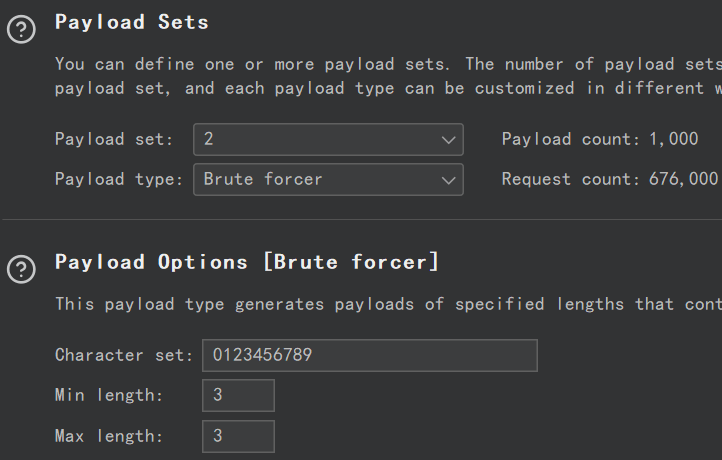 Payload Sets
You can define one or more payload sets. The number of payload sets
payload set, and each payload type can be customized in different w
Payload set: 2 Payload count: 1,000
Payload type: Brute forcer Request count: 676,000
Payload Options [Brute forcer]
This payload type generates payloads of specified lengths that cont
Character set: 0123456789
Min length: 3
Max length: 3